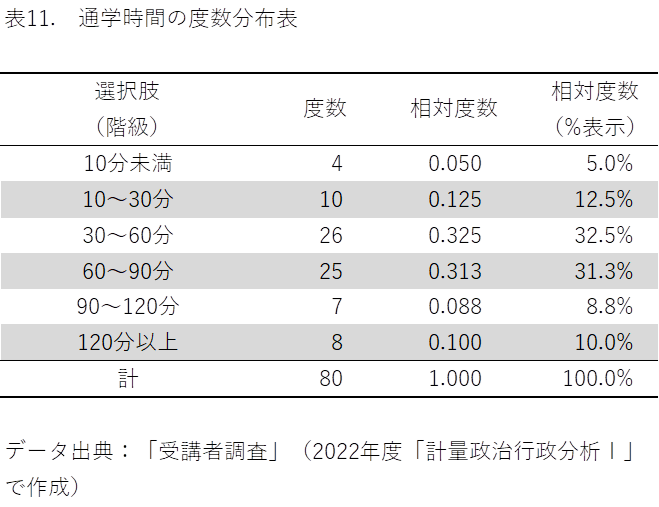 表11.　通学時間の度数分布表
選択肢
（階級）
度数
相対度数
相対度数
（%表示）
10分未満 4 0.050 5.0%
10～30分 10 0.125 12.5%
30～60分 26 0.325 32.5%
60～90分 25 0.313 31.3%
90～120分 7 0.088 8.8%
120分以上 8 0.100 10.0%
計 80 1.000 100.0%
データ出典：「受講者調査」（2022年度「計量政治行政分析Ⅰ」
で作成）